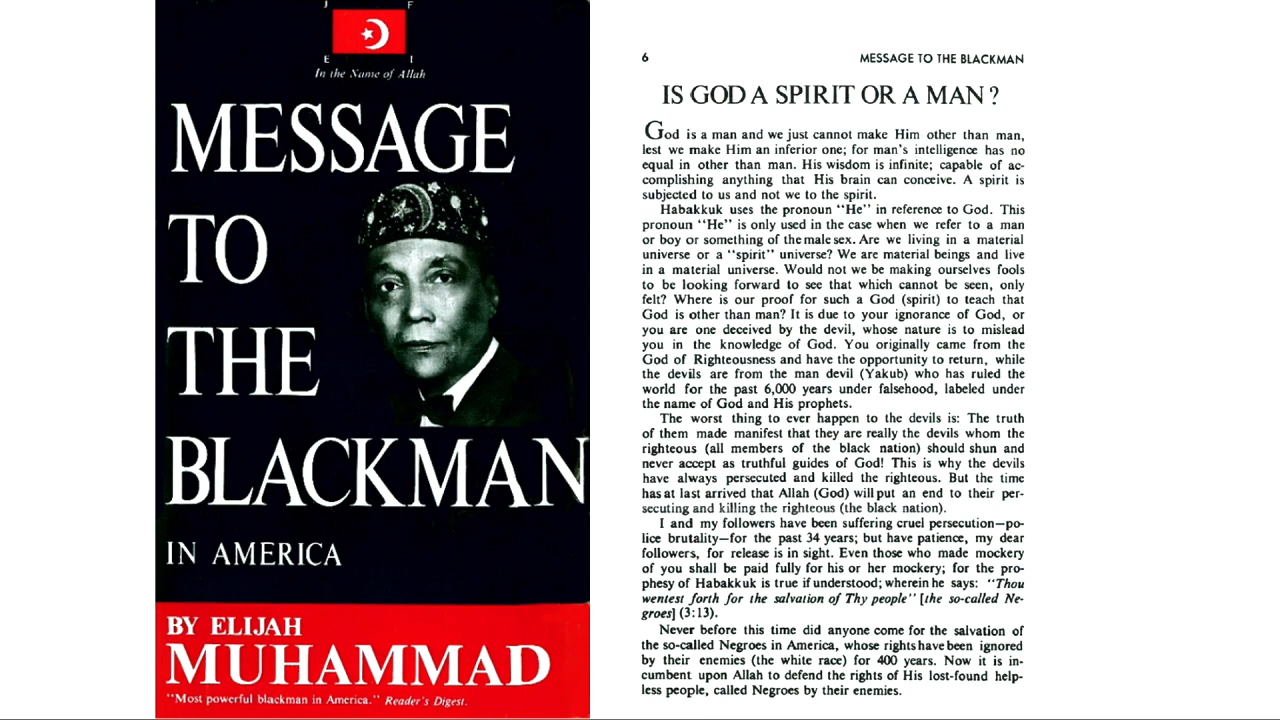 J F
E I
In the Name of Allah
MESSAGE
TO
THE
BLACKMAN
IN AMERICA
BY ELIJAH
MUHAMMAD
"Most powerful blackman in America." Reader's Digest.
6 MESSAGE TO THE BLACKMAN
IS GOD A SPIRIT OR A MAN?
God is a man and we just cannot make Him other than man,
lest we make Him an inferior one; for man's intelligence has no
equal in other than man. His wisdom is infinite; capable of ac-
complishing anything that His brain can conceive. A spirit is
subjected to us and not we to the spirit.
Habakkuk uses the pronoun "He" in reference to God. This
pronoun "He" is only used in the case when we refer to a man
or boy or something of the male sex. Are we living in a material
universe or a "spirit" universe? We are material beings and live
in a material universe. Would not we be making ourselves fools
to be looking forward to see that which cannot be seen, only
felt? Where is our proof for such a God (spirit) to teach that
God is other than man? It is due to your ignorance of God, or
you are one deceived by the devil, whose nature is to mislead
you in the knowledge of God. You originally came from the
God of Righteousness and have the opportunity to return, while
the devils are from the man devil (Yakub) who has ruled the
world for the past 6,000 years under falsehood, labeled under
the name of God and His prophets.
The worst thing to ever happen to the devils is: The truth
of them made manifest that they are really the devils whom the
righteous (all members of the black nation) should shun and
never accept as truthful guides of God! This is why the devils
have always persecuted and killed the righteous. But the time
has at last arrived that Allah (God) will put an end to their per-
secuting and killing the righteous (the black nation).
I and my followers have been suffering cruel persecution—po-
lice brutality—for the past 34 years; but have patience, my dear
followers, for release is in sight. Even those who made mockery
of you shall be paid fully for his or her mockery; for the pro-
phesy of Habakkuk is true if understood; wherein he says: "Thou
wentest forth for the salvation of Thy people" [the so-called Ne-
groes] (3:13).
Never before this time did anyone come for the salvation of
the so-called Negroes in America, whose rights have been ignored
by their enemies (the white race) for 400 years. Now it is in-
cumbent upon Allah to defend the rights of His lost-found help-
less people, called Negroes by their enemies.